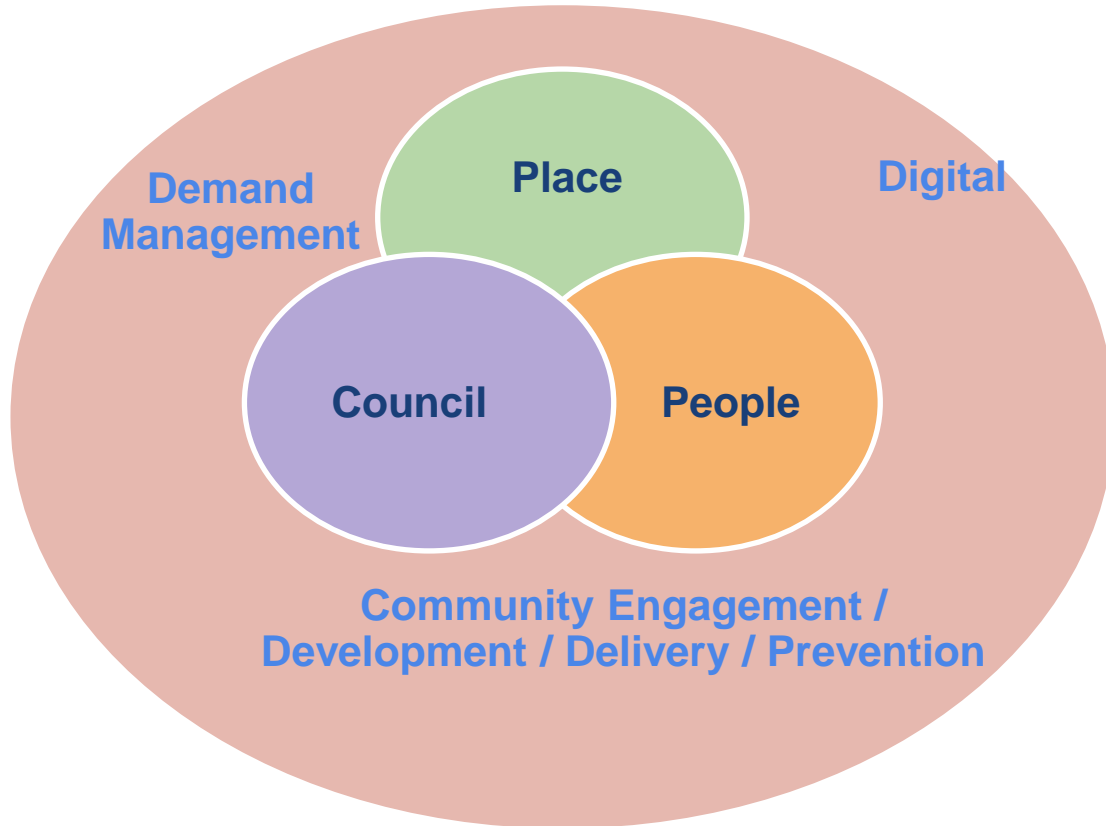 Place
Demand
Management
Digital
Council
People
Community Engagement /
Development / Delivery / Prevention